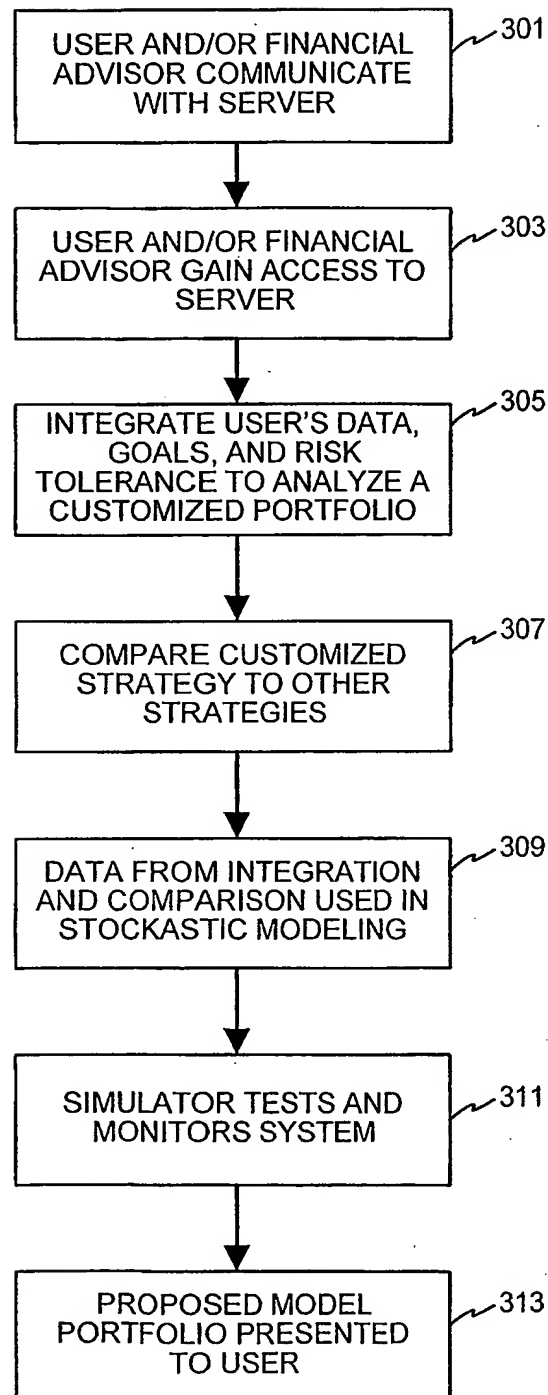 USER AND/OR FINANCIAL
ADVISOR COMMUNICATE
WITH SERVER
301
USER AND/OR FINANCIAL
ADVISOR GAIN ACCESS TO
SERVER
303
INTEGRATE USER'S DATA,
GOALS, AND RISK
TOLERANCE TO ANALYZE A
CUSTOMIZED PORTFOLIO
305
COMPARE CUSTOMIZED
STRATEGY TO OTHER
STRATEGIES
307
DATA FROM INTEGRATION
AND COMPARISON USED IN
STOCKASTIC MODELING
309
SIMULATOR TESTS AND
MONITORS SYSTEM
311
PROPOSED MODEL
PORTFOLIO PRESENTED
TO USER
313